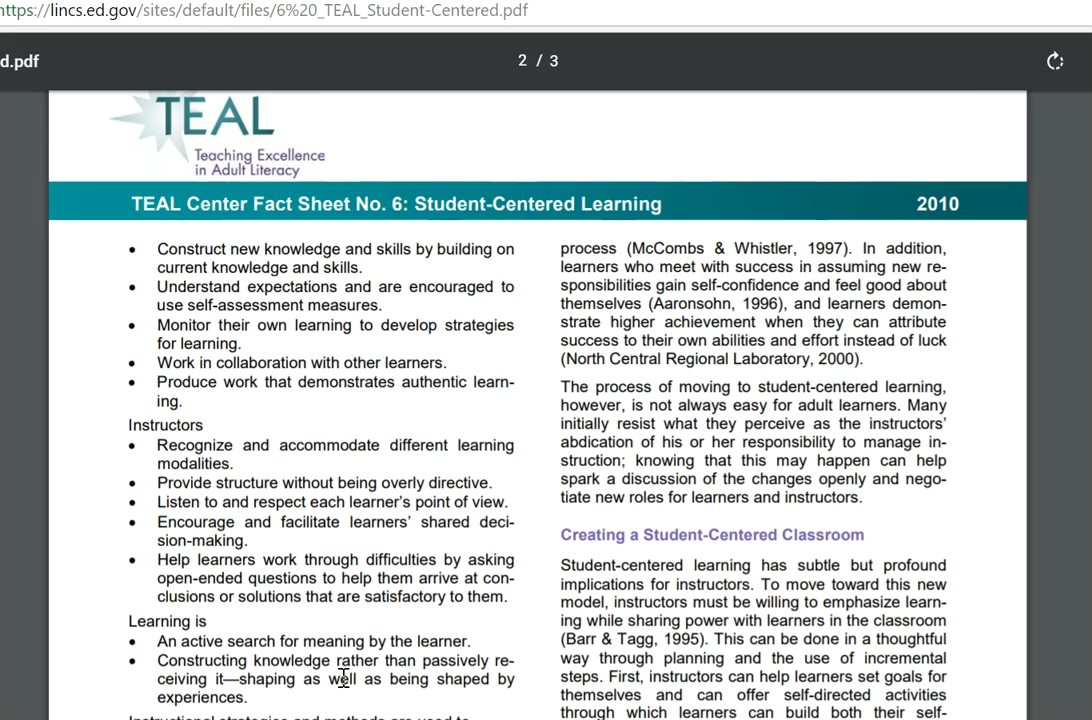 https://lincs.ed.gov/sites/default/files/6%20_TEAL_Student-Centered.pdf
d.pdf
2 / 3
TEAL
Teaching Excellence
in Adult Literacy
TEAL Center Fact Sheet No. 6: Student-Centered Learning
2010
• Construct new knowledge and skills by building on
current knowledge and skills.
• Understand expectations and are encouraged to
use self-assessment measures.
• Monitor their own learning to develop strategies
for learning.
• Work in collaboration with other learners.
• Produce work that demonstrates authentic learn-
ing.
Instructors
• Recognize and accommodate different learning
modalities.
• Provide structure without being overly directive.
• Listen to and respect each learner’s point of view.
• Encourage and facilitate learners’ shared deci-
sion-making.
• Help learners work through difficulties by asking
open-ended questions to help them arrive at con-
clusions or solutions that are satisfactory to them.
Learning is
• An active search for meaning by the learner.
• Constructing knowledge rather than passively re-
ceiving it—shaping as well as being shaped by
experiences.
Instructional strategies and methods are used to
process (McCombs & Whistler, 1997). In addition,
learners who meet with success in assuming new re-
sponsibilities gain self-confidence and feel good about
themselves (Aaronsohn, 1996), and learners demon-
strate higher achievement when they can attribute
success to their own abilities and effort instead of luck
(North Central Regional Laboratory, 2000).
The process of moving to student-centered learning,
however, is not always easy for adult learners. Many
initially resist what they perceive as the instructors’
abdication of his or her responsibility to manage in-
struction; knowing that this may happen can help
spark a discussion of the changes openly and nego-
tiate new roles for learners and instructors.
Creating a Student-Centered Classroom
Student-centered learning has subtle but profound
implications for instructors. To move toward this new
model, instructors must be willing to emphasize learn-
ing while sharing power with learners in the classroom
(Barr & Tagg, 1995). This can be done in a thoughtful
way through planning and the use of incremental
steps. First, instructors can help learners set goals for
themselves and can offer self-directed activities
through which learners can build both their self-